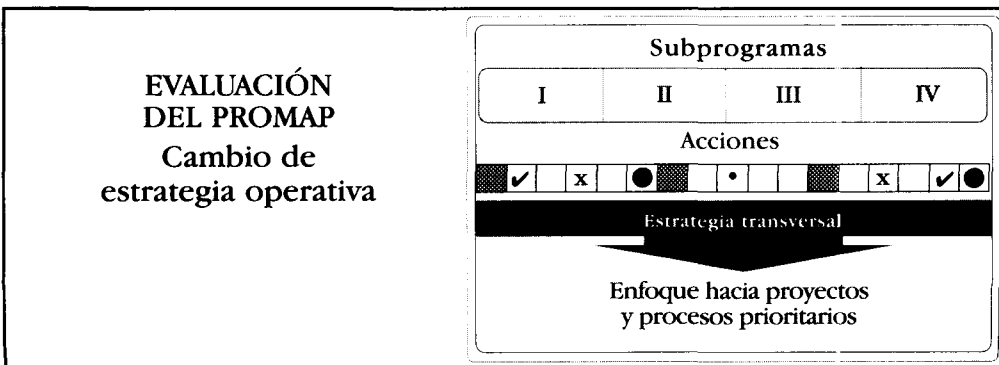 EVALUACIÓN
DEL PROMAP
Cambio de
estrategia operativa
Subprogramas
I II III IV
Acciones
✔ x ● • x ✔ ●
Estrategia transversal
Enfoque hacia proyectos
y procesos prioritarios